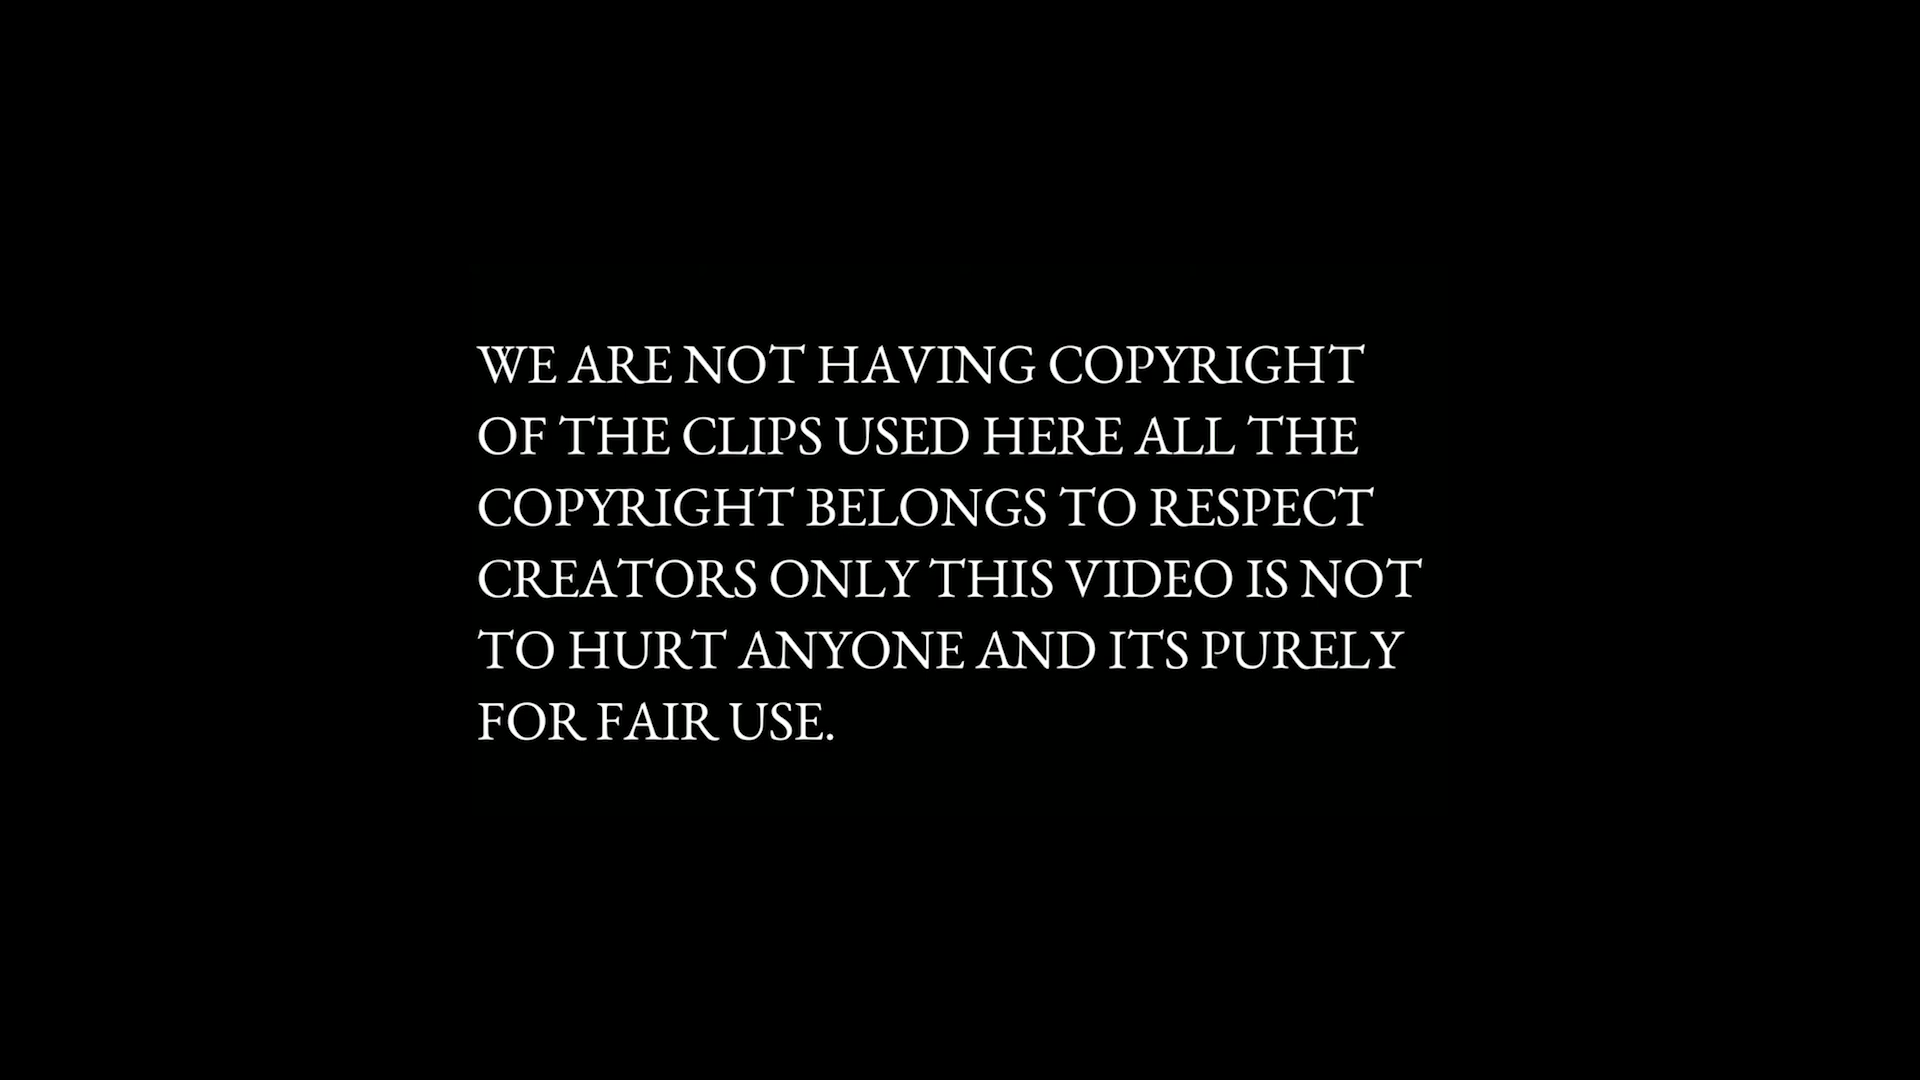 WE ARE NOT HAVING COPYRIGHT
OF THE CLIPS USED HERE ALL THE
COPYRIGHT BELONGS TO RESPECT
CREATORS ONLY THIS VIDEO IS NOT
TO HURT ANYONE AND ITS PURELY
FOR FAIR USE.